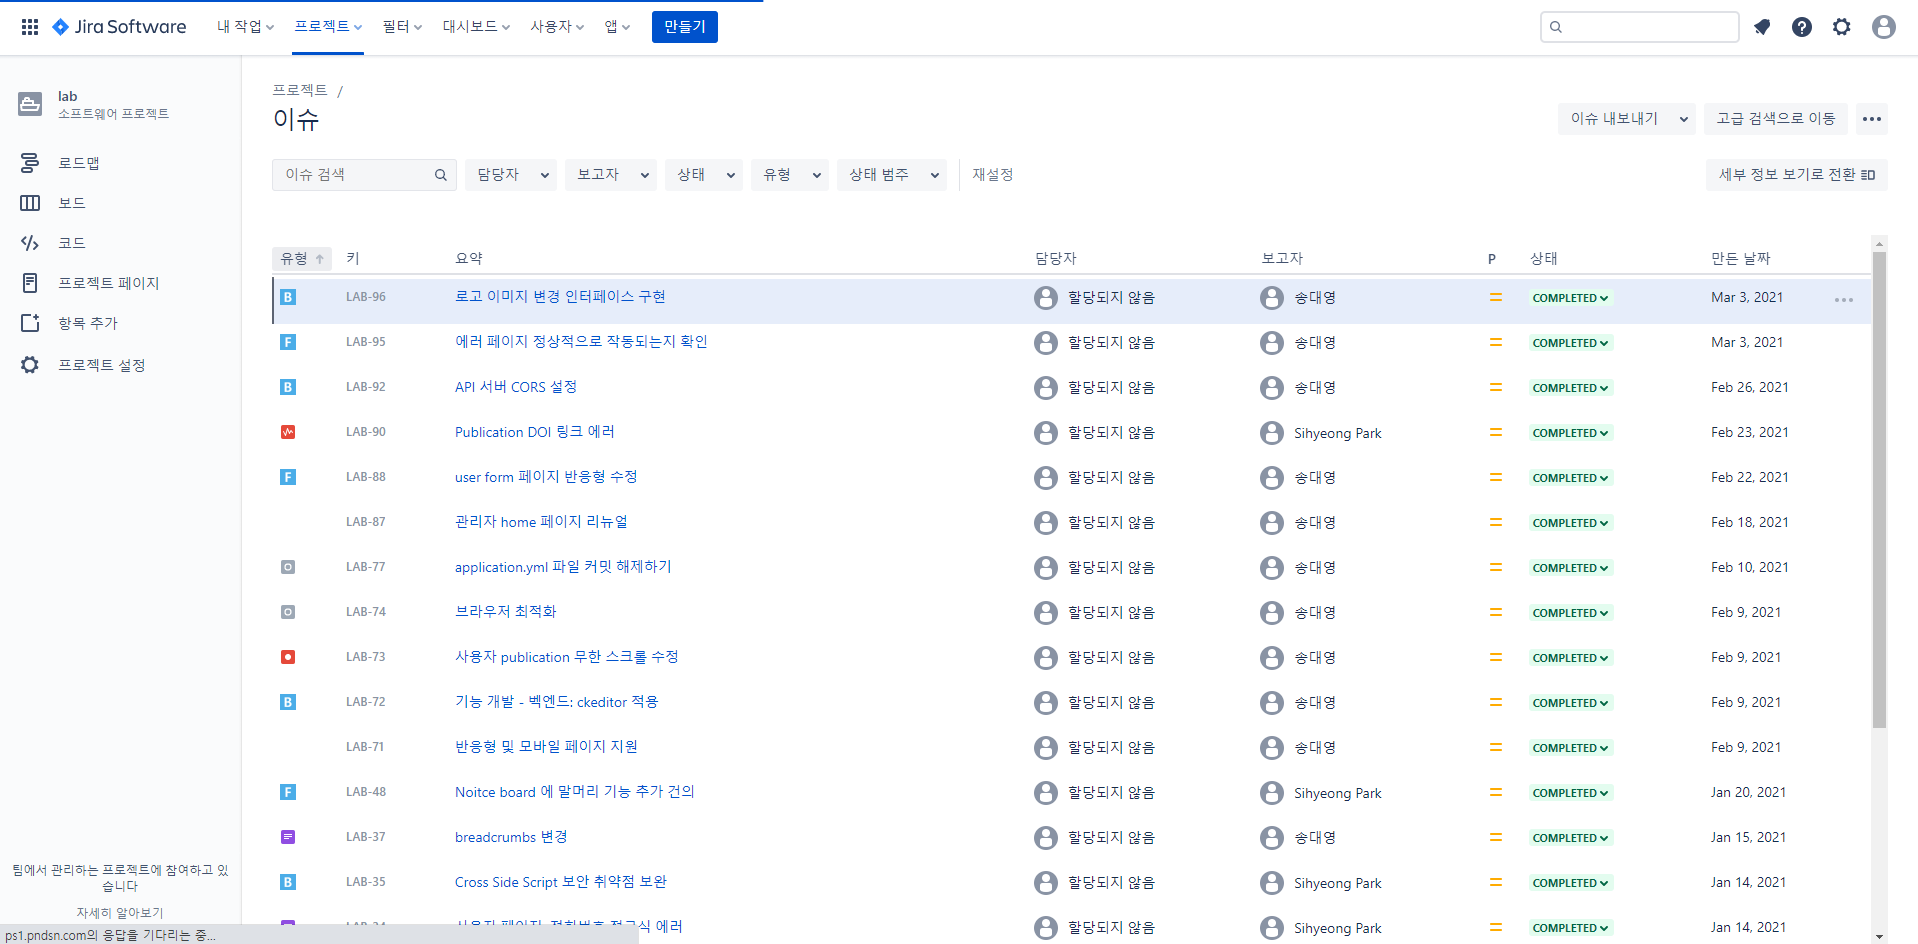 Jira Software 내 작업 프로젝트 필터 대시보드 사용자 앱 만들기
lab
소프트웨어 프로젝트
로드맵
보드
코드
프로젝트 페이지
항목 추가
프로젝트 설정
팀에서 관리하는 프로젝트에 참여하고 있
습니다
자세히 알아보기
ps1.pndsn.com의 응답을 기다리는 중...
프로젝트 /
이슈
이슈 내보내기 고급 검색으로 이동
이슈 검색 담당자 보고자 상태 유형 상태 범주 재설정 세부 정보 보기로 전환
유형 키 요약 담당자 보고자 P 상태 만든 날짜
B LAB-96 로고 이미지 변경 인터페이스 구현 할당되지 않음 송대영 COMPLETED Mar 3, 2021
F LAB-95 에러 페이지 정상적으로 작동되는지 확인 할당되지 않음 송대영 COMPLETED Mar 3, 2021
B LAB-92 API 서버 CORS 설정 할당되지 않음 송대영 COMPLETED Feb 26, 2021
LAB-90 Publication DOI 링크 에러 할당되지 않음 Sihyeong Park COMPLETED Feb 23, 2021
F LAB-88 user form 페이지 반응형 수정 할당되지 않음 송대영 COMPLETED Feb 22, 2021
LAB-87 관리자 home 페이지 리뉴얼 할당되지 않음 송대영 COMPLETED Feb 18, 2021
LAB-77 application.yml 파일 커밋 해제하기 할당되지 않음 송대영 COMPLETED Feb 10, 2021
LAB-74 브라우저 최적화 할당되지 않음 송대영 COMPLETED Feb 9, 2021
LAB-73 사용자 publication 무한 스크롤 수정 할당되지 않음 송대영 COMPLETED Feb 9, 2021
B LAB-72 기능 개발 - 벡엔드: ckeditor 적용 할당되지 않음 송대영 COMPLETED Feb 9, 2021
LAB-71 반응형 및 모바일 페이지 지원 할당되지 않음 송대영 COMPLETED Feb 9, 2021
F LAB-48 Noitce board 에 말머리 기능 추가 건의 할당되지 않음 Sihyeong Park COMPLETED Jan 20, 2021
LAB-37 breadcrumbs 변경 할당되지 않음 송대영 COMPLETED Jan 15, 2021
B LAB-35 Cross Side Script 보안 취약점 보완 할당되지 않음 Sihyeong Park COMPLETED Jan 14, 2021
에러 할당되지 않음 Sihyeong Park COMPLETED Jan 14, 2021